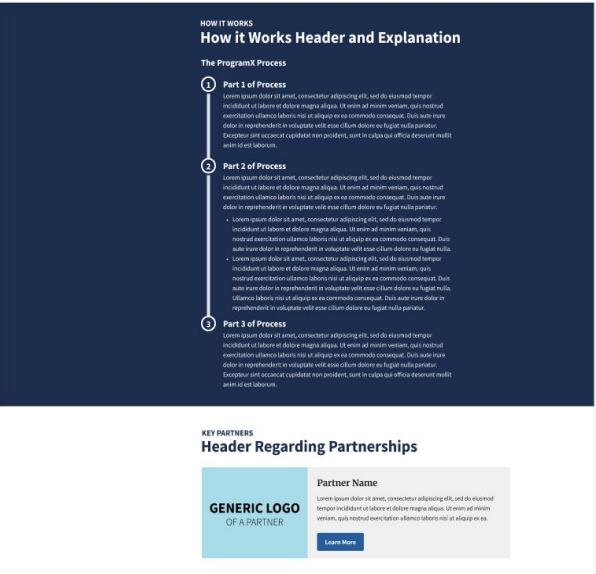 HOW IT WORKS
How it Works Header and Explanation
The ProgramX Process
1
Part 1 of Process
Lorem ipsum dolor sit amet, consectetur adipiscing elit, sed do eiusmod tempor
incididunt ut labore et dolore magna aliqua. Ut enim ad minim veniam, quis nostrud
exercitation ullamco laboris nisi ut aliquip ex ea commodo consequat. Duis aute irure
dolor in reprehenderit in voluptate velit esse cillum dolore eu fugiat nulla pariatur.
Excepteur sint occaecat cupidatat non proident, sunt in culpa qui officia deserunt mollit
anim id est laborum.
2
Part 2 of Process
Lorem ipsum dolor sit amet, consectetur adipiscing elit, sed do eiusmod tempor
incididunt ut labore et dolore magna aliqua. Ut enim ad minim veniam, quis nostrud
exercitation ullamco laboris nisi ut aliquip ex ea commodo consequat. Duis aute irure
dolor in reprehenderit in voluptate velit esse cillum dolore eu fugiat nulla pariatur.
• Lorem ipsum dolor sit amet, consectetur adipiscing elit, sed do eiusmod tempor
incididunt ut labore et dolore magna aliqua. Ut enim ad minim veniam, quis
nostrud exercitation ullamco laboris nisi ut aliquip ex ea commodo consequat. Duis
aute irure dolor in reprehenderit in voluptate velit esse cillum dolore eu fugiat nulla.
• Lorem ipsum dolor sit amet, consectetur adipiscing elit, sed do eiusmod tempor
incididunt ut labore et dolore magna aliqua. Ut enim ad minim veniam, quis
nostrud exercitation ullamco laboris nisi ut aliquip ex ea commodo consequat. Duis
aute irure dolor in reprehenderit in voluptate velit esse cillum dolore eu fugiat nulla.
Ullamco laboris nisi ut aliquip ex ea commodo consequat. Duis aute irure dolor in
reprehenderit in voluptate velit esse cillum dolore eu fugiat nulla pariatur.
3
Part 3 of Process
Lorem ipsum dolor sit amet, consectetur adipiscing elit, sed do eiusmod tempor
incididunt ut labore et dolore magna aliqua. Ut enim ad minim veniam, quis nostrud
exercitation ullamco laboris nisi ut aliquip ex ea commodo consequat. Duis aute irure
dolor in reprehenderit in voluptate velit esse cillum dolore eu fugiat nulla pariatur.
Excepteur sint occaecat cupidatat non proident, sunt in culpa qui officia deserunt mollit
anim id est laborum.
KEY PARTNERS
Header Regarding Partnerships
GENERIC LOGO
OF A PARTNER
Partner Name
Lorem ipsum dolor sit amet, consectetur adipiscing elit, sed do eiusmod
tempor incididunt ut labore et dolore magna aliqua. Ut enim ad minim
veniam, quis nostrud exercitation ullamco laboris nisi ut aliquip ex ea.
Learn More